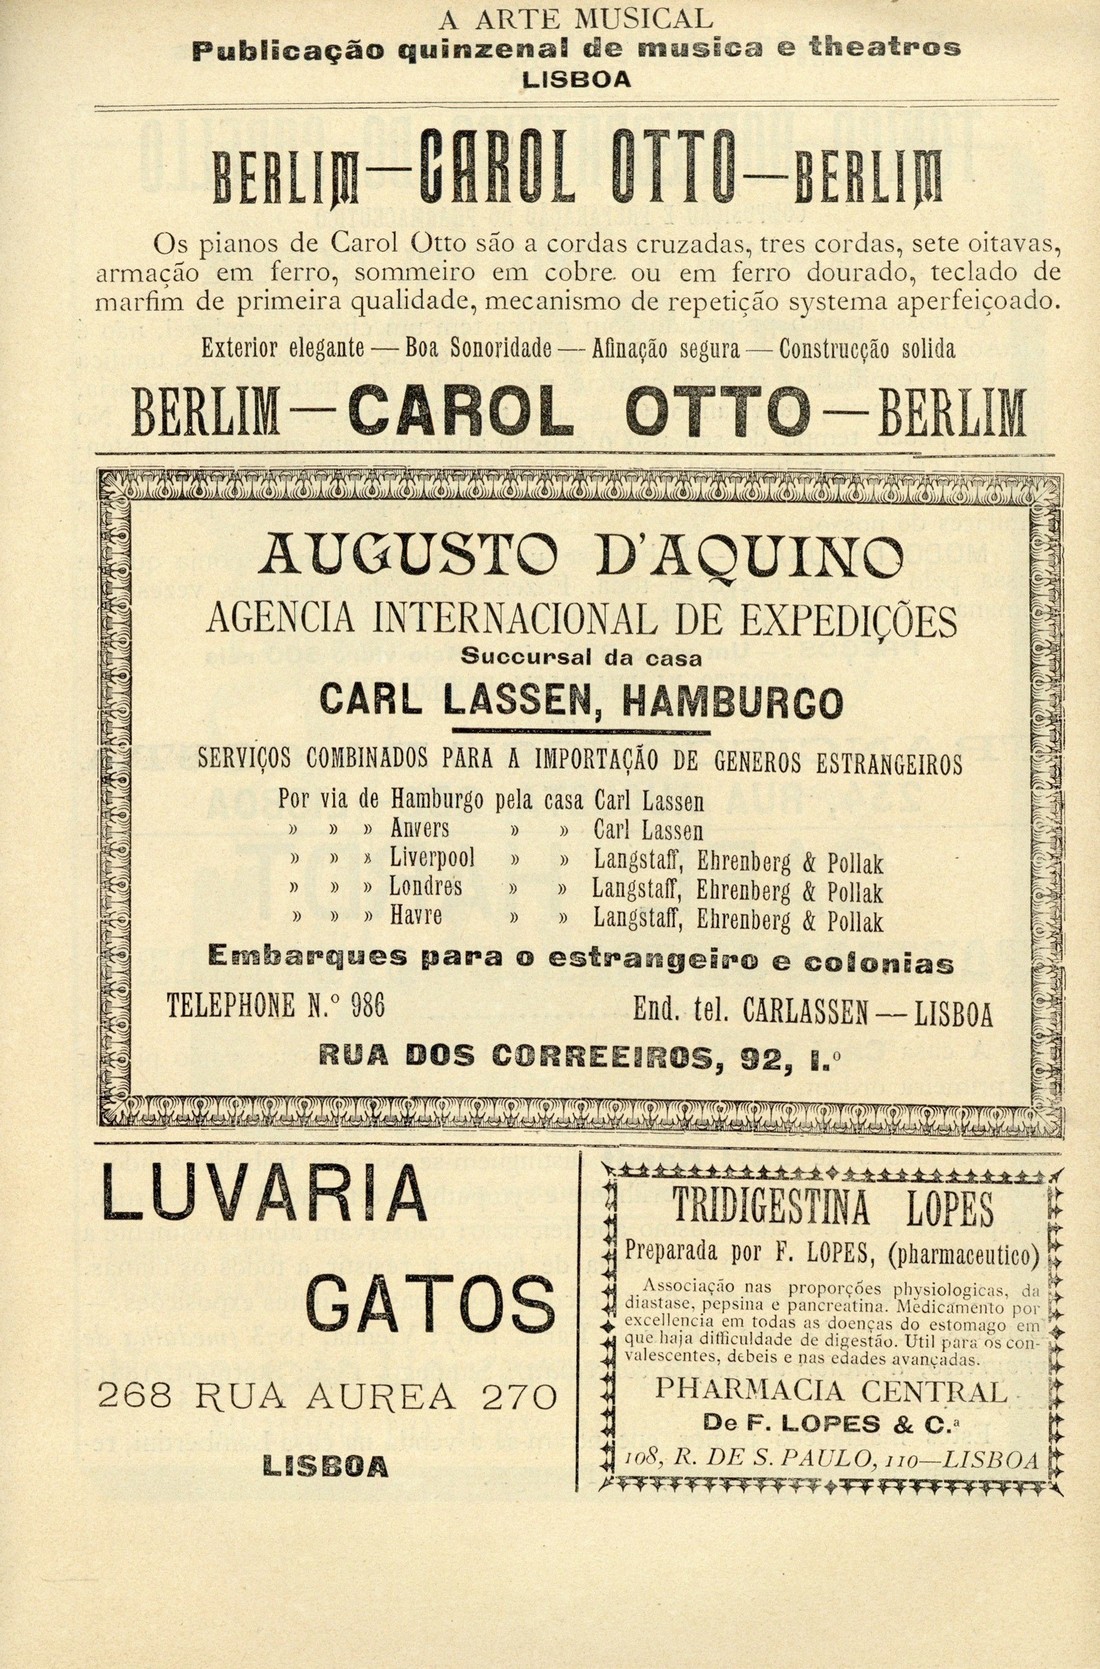 A ARTE MUSICAL
Publicação quinzenal de musica e theatros
LISBOA
BERLIM—CAROL OTTO—BERLIM
Os pianos de Carol Otto são a cordas cruzadas, tres cordas, sete oitavas,
armação em ferro, sommeiro em cobre. ou em ferro dourado, teclado de
marfim de primeira qualidade, mecanismo de repetição systema aperfeiçoado.
Exterior elegante — Boa Sonoridade — Afinação segura — Construcção solida
BERLIM — CAROL OTTO — BERLIM
AUGUSTO D'AQUINO
AGENCIA INTERNACIONAL DE EXPEDIÇÕES
Succursal da casa
CARL LASSEN, HAMBURGO
SERVIÇOS COMBINADOS PARA A IMPORTAÇÃO DE GENEROS ESTRANGEIROS
Por via de Hamburgo pela casa Carl Lassen
» » » Anvers » » Carl Lassen
» » » Liverpool » » Langstaff, Ehrenberg & Pollak
» » » Londres » » Langstaff, Ehrenberg & Pollak
» » » Havre » » Langstaff, Ehrenberg & Pollak
Embarques para o estrangeiro e colonias
TELEPHONE N.º 986 End. tel. CARLASSEN — LISBOA
RUA DOS CORREEIROS, 92, 1.º
LUVARIA
GATOS
268 RUA AUREA 270
LISBOA
TRIDIGESTINA LOPES
Preparada por F. LOPES, (pharmaceutico)
Associação nas proporções physiologicas, da
diastase, pepsina e pancreatina. Medicamento por
excellencia em todas as doenças do estomago em
que haja difficuldade de digestão. Util para os con-
valescentes, debeis e nas edades avançadas.
PHARMACIA CENTRAL
De F. LOPES & C.ª
108, R. DE S. PAULO, 110—LISBOA